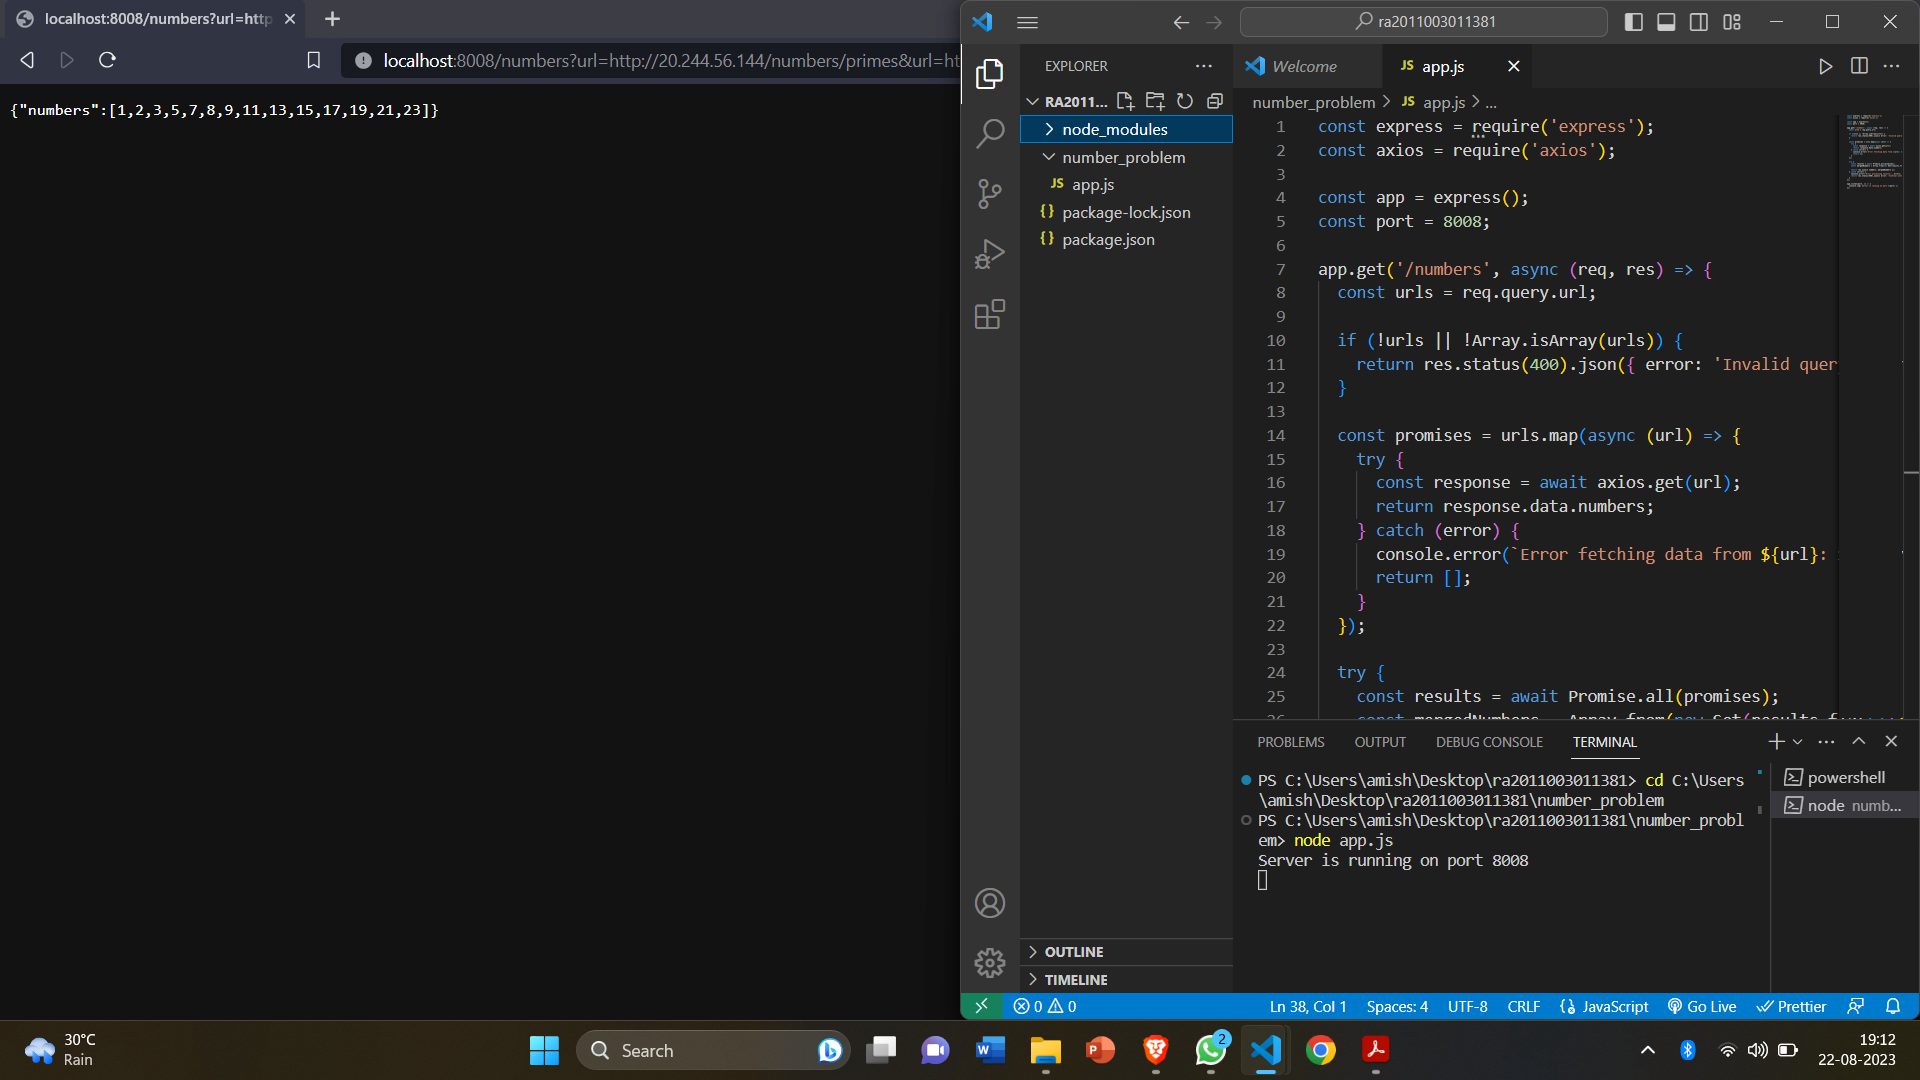 localhost:8008/numbers?url=http
localhost:8008/numbers?url=http://20.244.56.144/numbers/primes&url=ht
{"numbers":[1,2,3,5,7,8,9,11,13,15,17,19,21,23]}
ra2011003011381
EXPLORER
RA2011...
node_modules
number_problem
JS app.js
{} package-lock.json
{} package.json
OUTLINE
TIMELINE
Welcome
JS app.js
number_problem > JS app.js > ...
1 const express = require('express');
2 const axios = require('axios');
3
4 const app = express();
5 const port = 8008;
6
7 app.get('/numbers', async (req, res) => {
8 const urls = req.query.url;
9
10 if (!urls || !Array.isArray(urls)) {
11 return res.status(400).json({ error: 'Invalid quer
12 }
13
14 const promises = urls.map(async (url) => {
15 try {
16 const response = await axios.get(url);
17 return response.data.numbers;
18 } catch (error) {
19 console.error(`Error fetching data from ${url}:
20 return [];
21 }
22 });
23
24 try {
25 const results = await Promise.all(promises);
PROBLEMS OUTPUT DEBUG CONSOLE TERMINAL
PS C:\Users\amish\Desktop\ra2011003011381> cd C:\Users
\amish\Desktop\ra2011003011381\number_problem
PS C:\Users\amish\Desktop\ra2011003011381\number_probl
em> node app.js
Server is running on port 8008
powershell
node numb...
0 0
Ln 38, Col 1 Spaces: 4 UTF-8 CRLF {} JavaScript Go Live Prettier
30°C
Rain
Search
2
19:12
22-08-2023